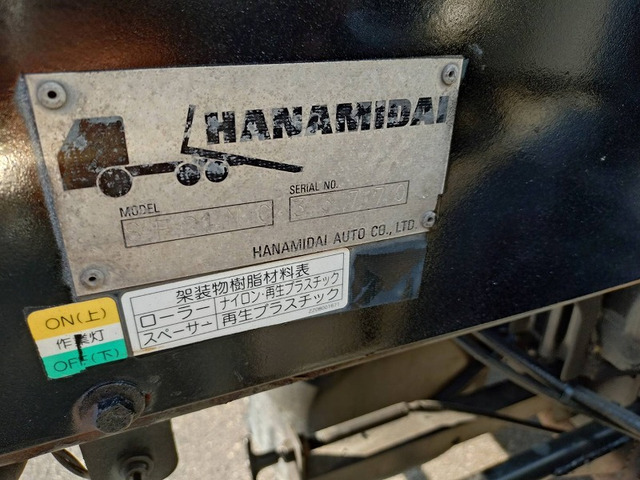 HANAMIDAI
MODEL
SERIAL NO.
HANAMIDAI AUTO CO., LTD.
架装物樹脂材料表
ローラー ナイロン・再生プラスチック
スペーサー 再生プラスチック
ON(上)
作業灯
OFF(下)